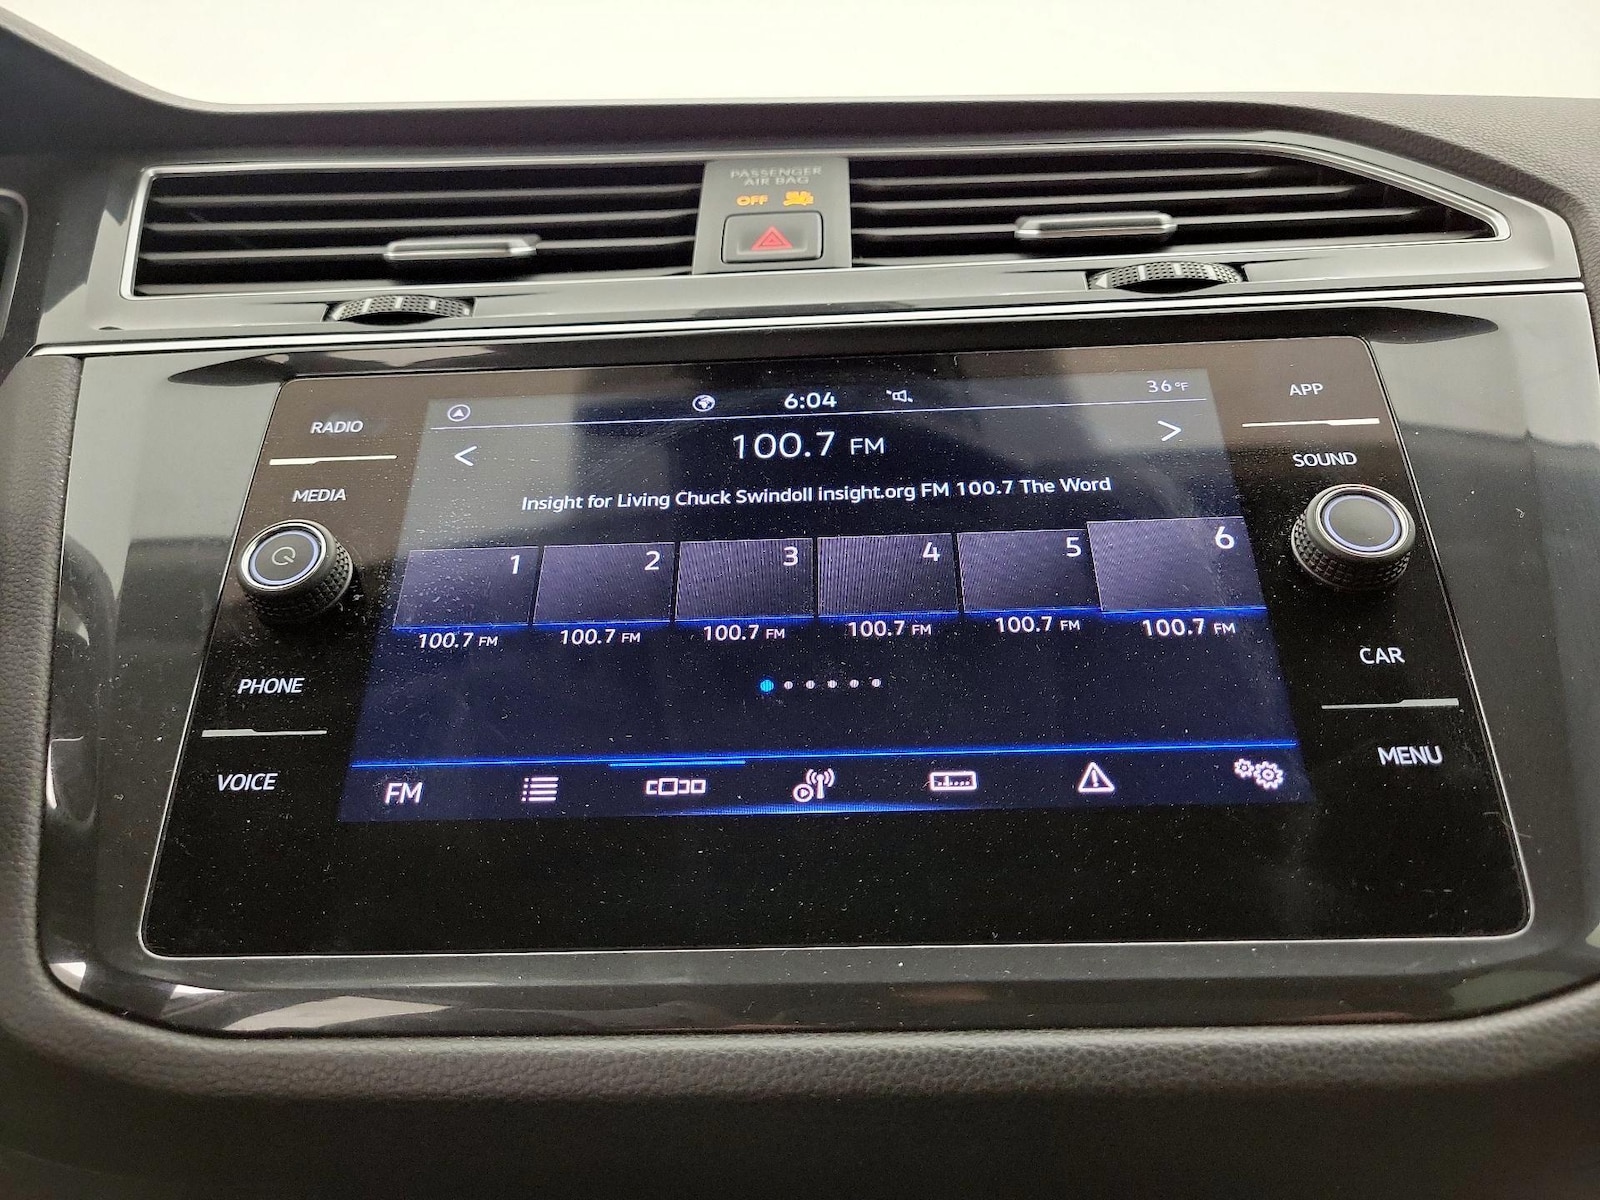 PASSENGER
AIR BAG
OFF
RADIO
MEDIA
PHONE
VOICE
6:04
36°F
100.7 FM
Insight for Living Chuck Swindoll insight.org FM 100.7 The Word
1
2
3
4
5
6
100.7 FM
100.7 FM
100.7 FM
100.7 FM
100.7 FM
100.7 FM
FM
APP
SOUND
CAR
MENU